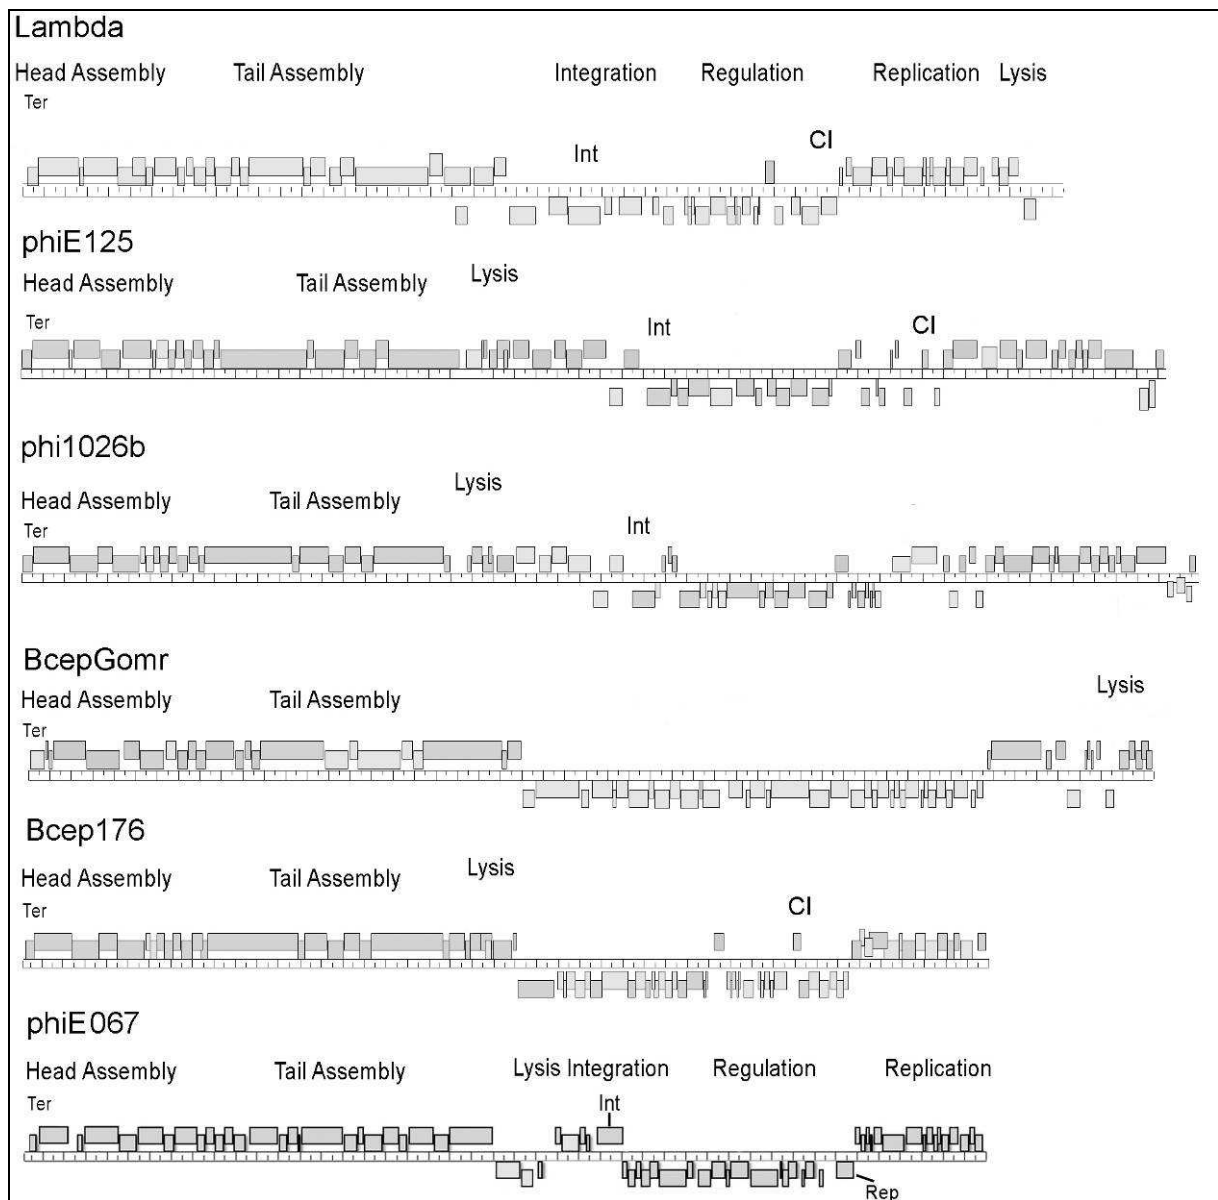 Lambda
Head Assembly Tail Assembly Integration Regulation Replication Lysis
Ter
Int CI
phiE125
Head Assembly Tail Assembly Lysis
Ter Int CI
phi1026b
Head Assembly Tail Assembly Lysis
Ter Int
BcepGomr
Head Assembly Tail Assembly Lysis
Ter
Bcep176
Head Assembly Tail Assembly Lysis
Ter CI
phiE067
Head Assembly Tail Assembly Lysis Integration Regulation Replication
Ter Int
Rep